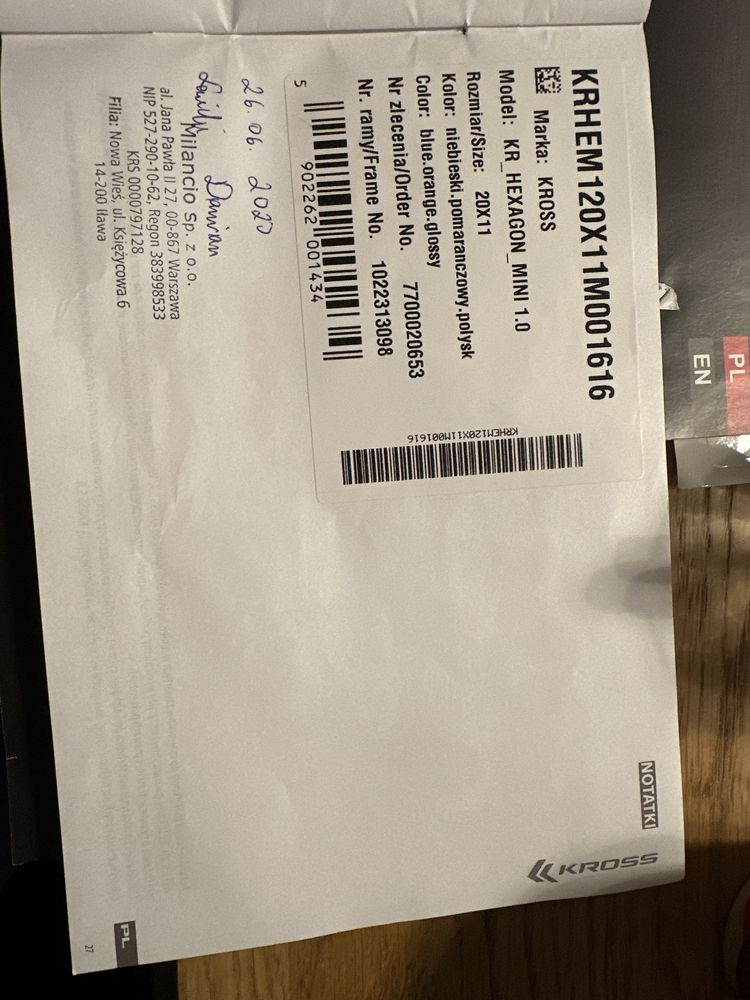 KRHEM120X11M001616
Marka: KROSS
Model: KR_HEXAGON_MINI 1.0
Rozmiar/Size: 20X11
Kolor: niebieski.pomaranczowy.polysk
Color: blue.orange.glossy
Nr zlecenia/Order No. 7700020653
Nr. ramy/Frame No. 1022313098
5 902262 001434
KRHEM120X11M001616
26.06.2020
Damian
Milancio Sp. z o.o.
al. Jana Pawła II 27, 00-867 Warszawa
NIP 527-290-10-62, Regon 383998533
KRS 0000797128
Filia: Nowa Wieś, ul. Księżycowa 6
14-200 Iława
NOTATKI
KROSS
PL
27
PL
EN